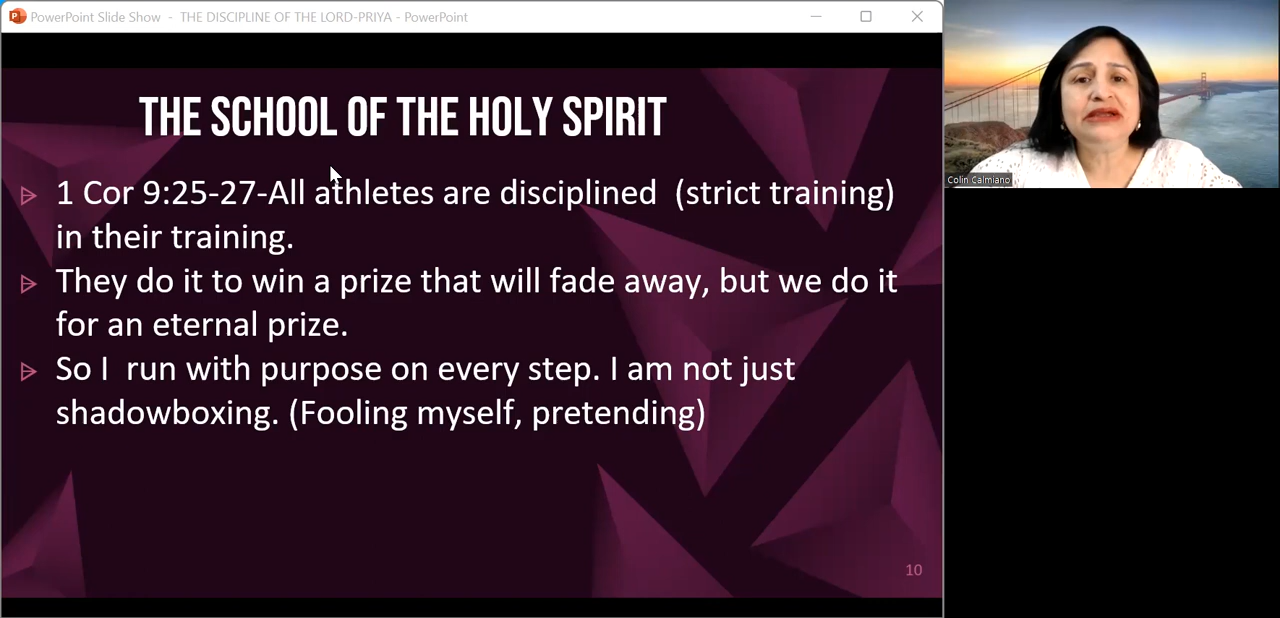 PowerPoint Slide Show - THE DISCIPLINE OF THE LORD-PRIYA - PowerPoint
THE SCHOOL OF THE HOLY SPIRIT
1 Cor 9:25-27-All athletes are disciplined (strict training)
in their training.
They do it to win a prize that will fade away, but we do it
for an eternal prize.
So I run with purpose on every step. I am not just
shadowboxing. (Fooling myself, pretending)
10
Colin Calmiano